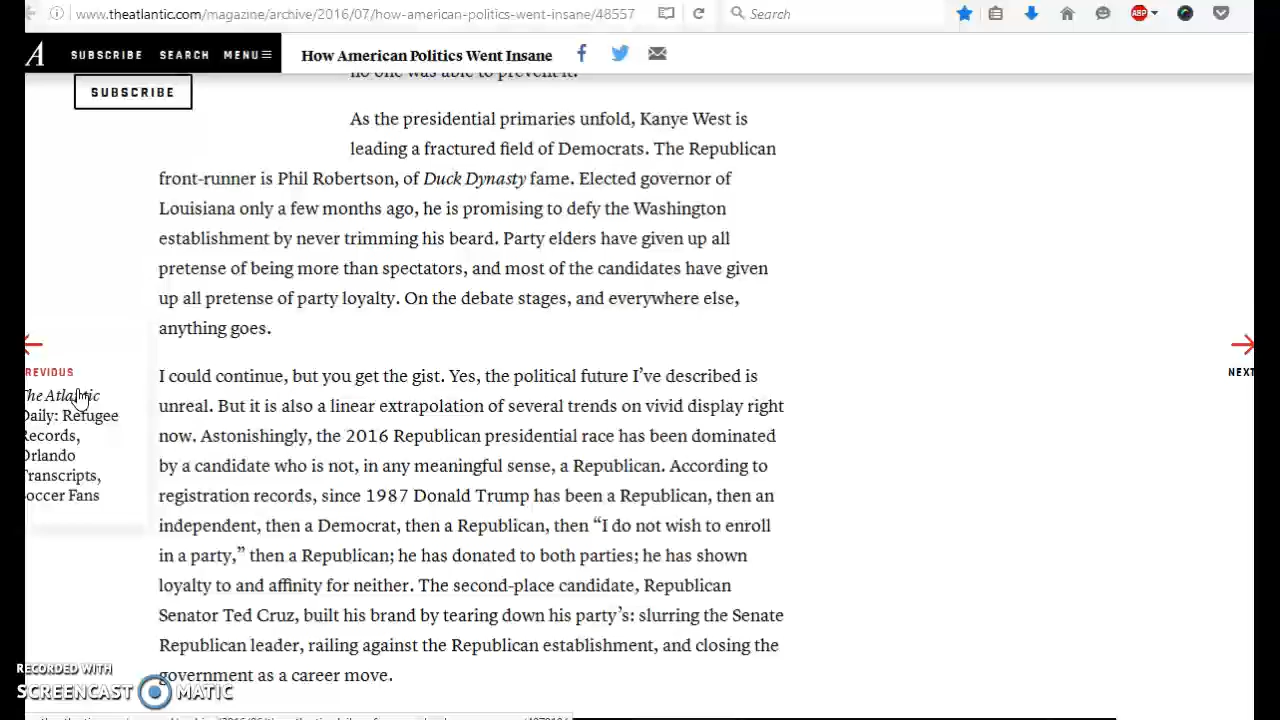 www.theatlantic.com/magazine/archive/2016/07/how-american-politics-went-insane/48557
Search
ABP
A SUBSCRIBE SEARCH MENU
How American Politics Went Insane
SUBSCRIBE
no one was able to prevent it.
As the presidential primaries unfold, Kanye West is
leading a fractured field of Democrats. The Republican
front-runner is Phil Robertson, of Duck Dynasty fame. Elected governor of
Louisiana only a few months ago, he is promising to defy the Washington
establishment by never trimming his beard. Party elders have given up all
pretense of being more than spectators, and most of the candidates have given
up all pretense of party loyalty. On the debate stages, and everywhere else,
anything goes.
REVIOUS
The Atlantic
Daily: Refugee
Records,
Orlando
Transcripts,
Soccer Fans
NEXT
I could continue, but you get the gist. Yes, the political future I've described is
unreal. But it is also a linear extrapolation of several trends on vivid display right
now. Astonishingly, the 2016 Republican presidential race has been dominated
by a candidate who is not, in any meaningful sense, a Republican. According to
registration records, since 1987 Donald Trump has been a Republican, then an
independent, then a Democrat, then a Republican, then “I do not wish to enroll
in a party,” then a Republican; he has donated to both parties; he has shown
loyalty to and affinity for neither. The second-place candidate, Republican
Senator Ted Cruz, built his brand by tearing down his party's: slurring the Senate
Republican leader, railing against the Republican establishment, and closing the
government as a career move.
RECORDED WITH
SCREENCAST MATIC